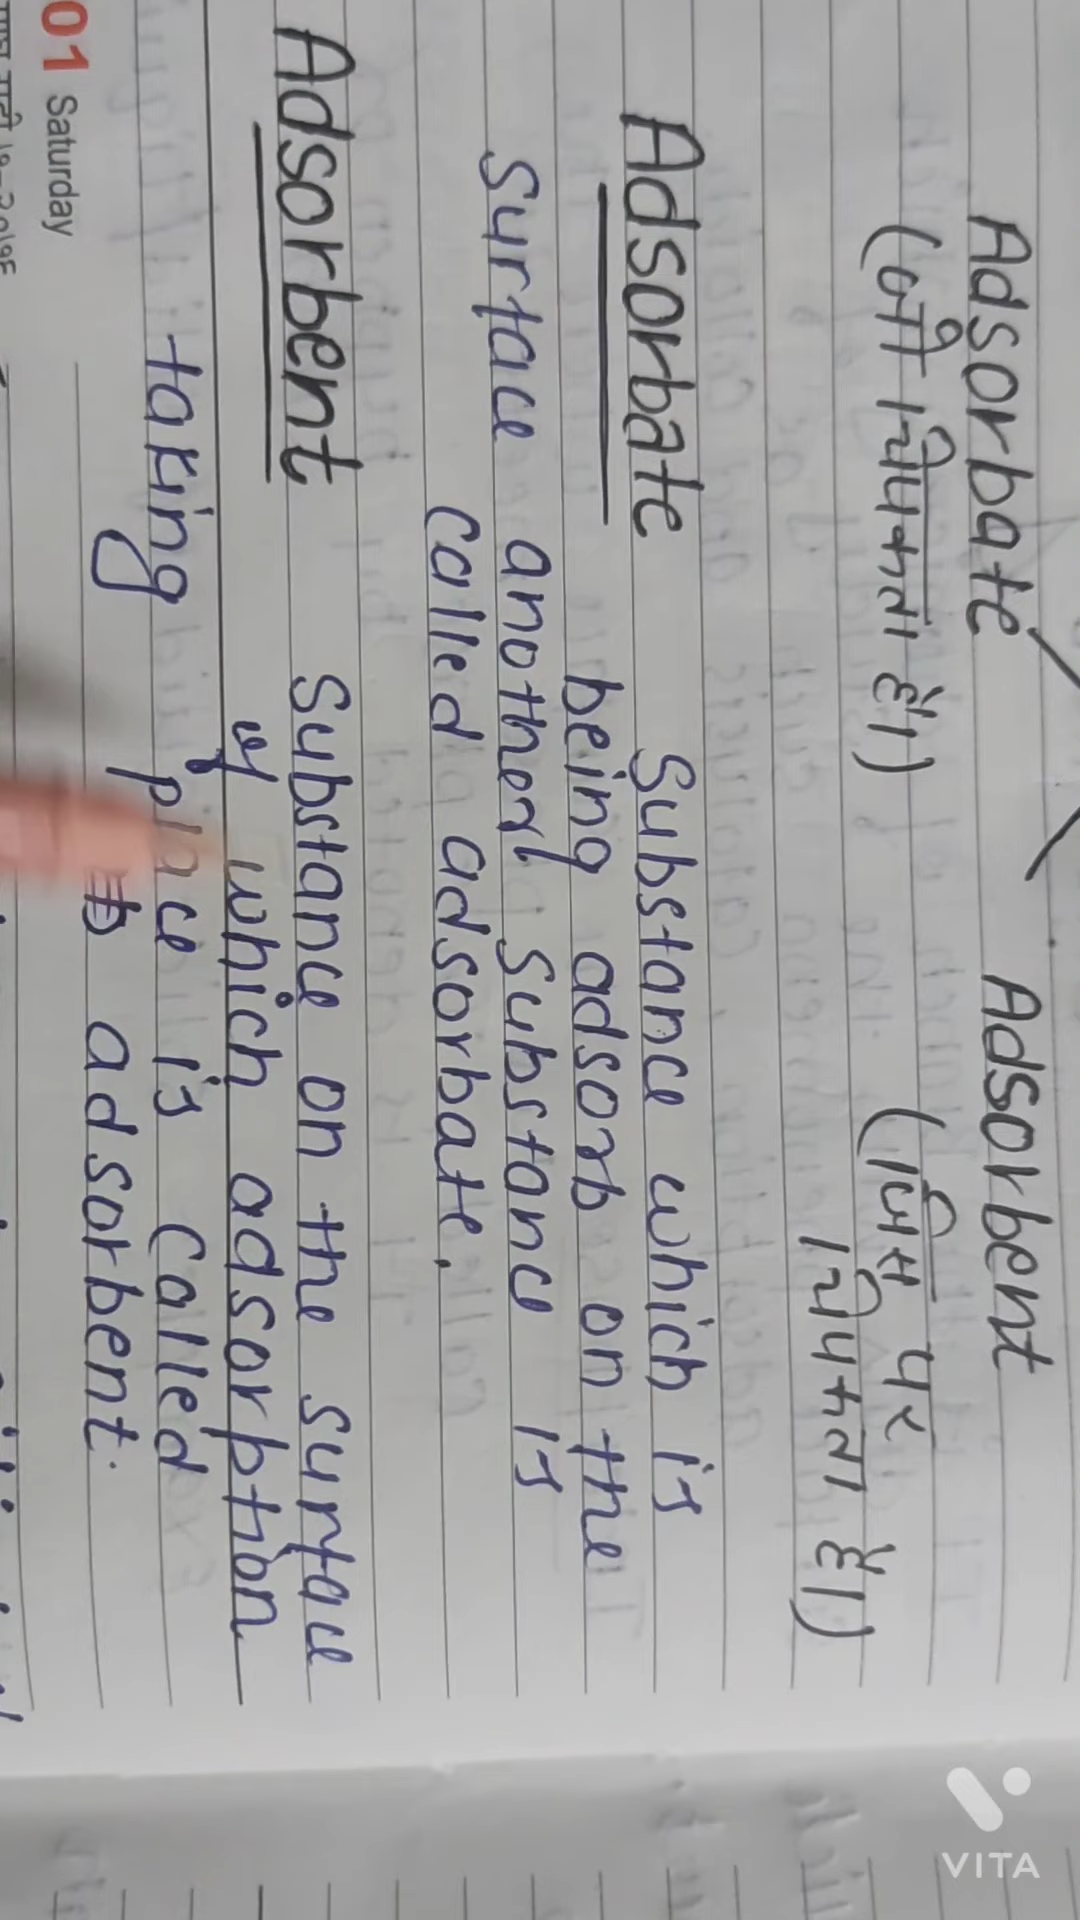 Adsorbate Adsorbent
(जो चिपकता है।) (जिस पर
चिपकता है।)
Adsorbate Substance which is
being adsorb on the
Surface another Substance is
Called adsorbate.
Adsorbent Substance on the surface
of which adsorption
taking place is Called
adsorbent.
01 Saturday
VITA